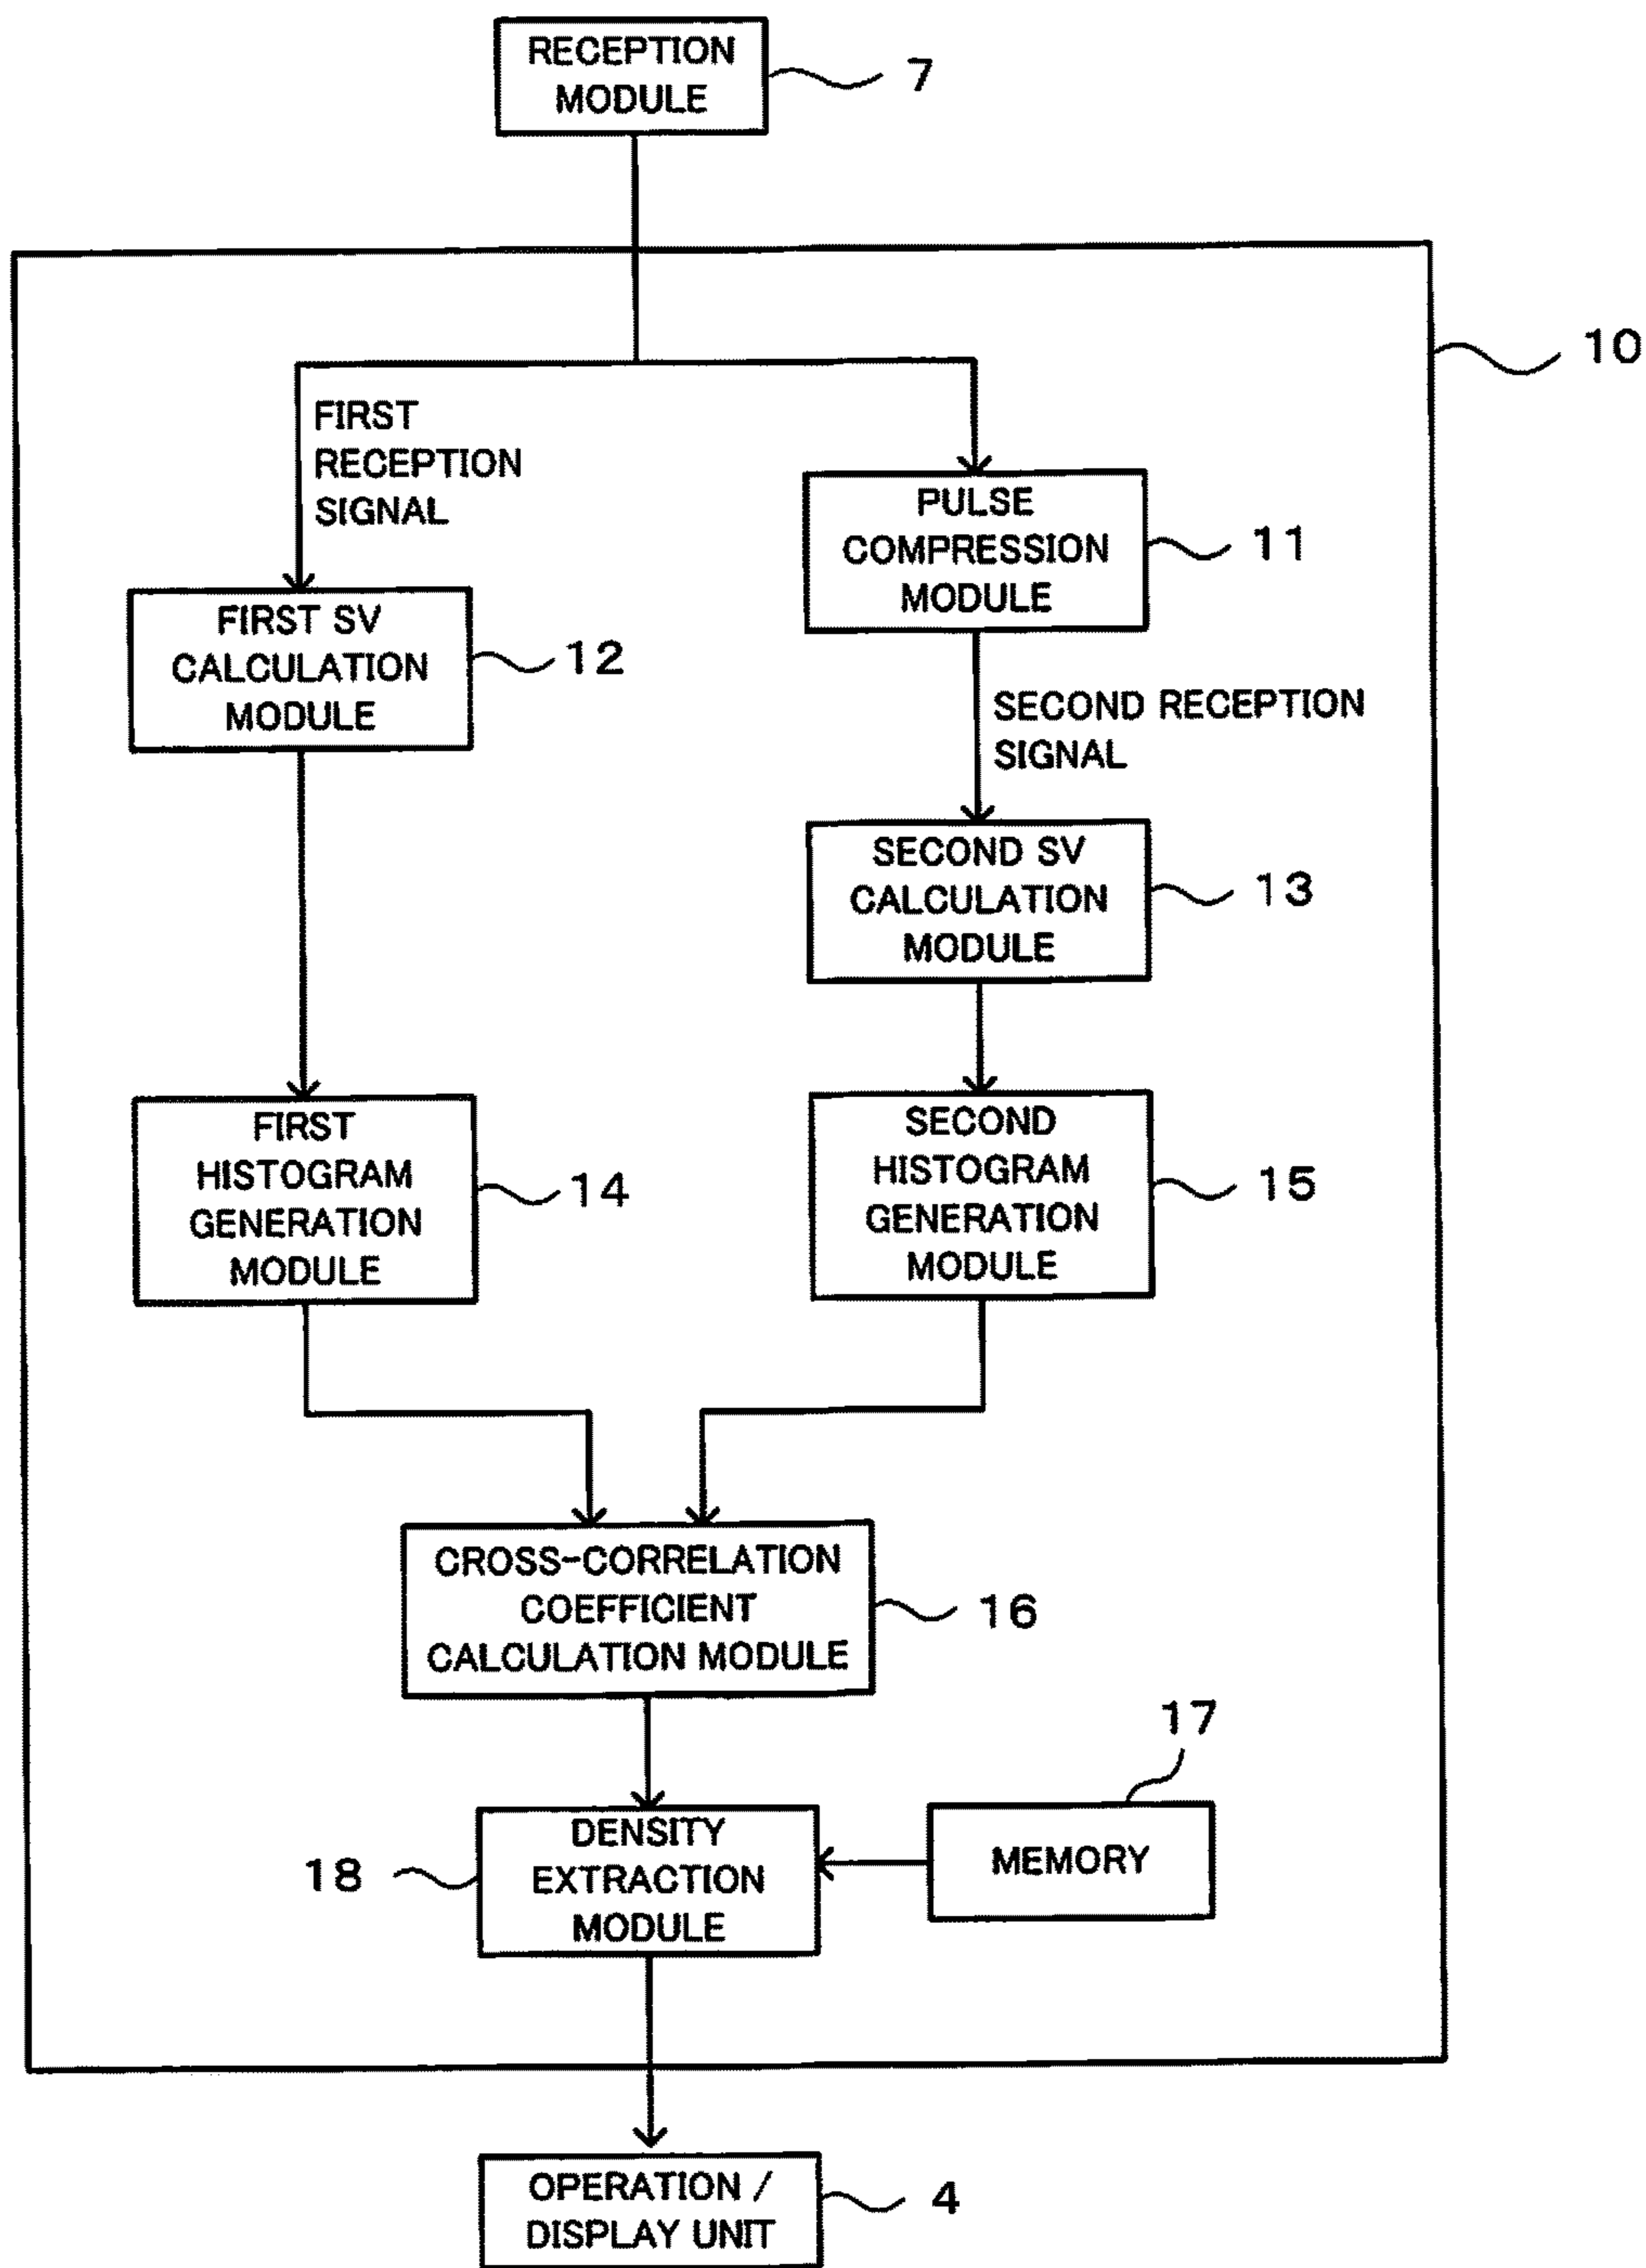 RECEPTION
MODULE
7
10
FIRST
RECEPTION
SIGNAL
PULSE
COMPRESSION
MODULE
11
FIRST SV
CALCULATION
MODULE
12
SECOND RECEPTION
SIGNAL
SECOND SV
CALCULATION
MODULE
13
FIRST
HISTOGRAM
GENERATION
MODULE
14
SECOND
HISTOGRAM
GENERATION
MODULE
15
CROSS-CORRELATION
COEFFICIENT
CALCULATION MODULE
16
17
DENSITY
EXTRACTION
MODULE
18
MEMORY
OPERATION /
DISPLAY UNIT
4